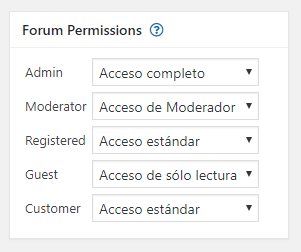 Forum Permissions
Admin Acceso completo
Moderator Acceso de Moderador
Registered Acceso estándar
Guest Acceso de sólo lectura
Customer Acceso estándar